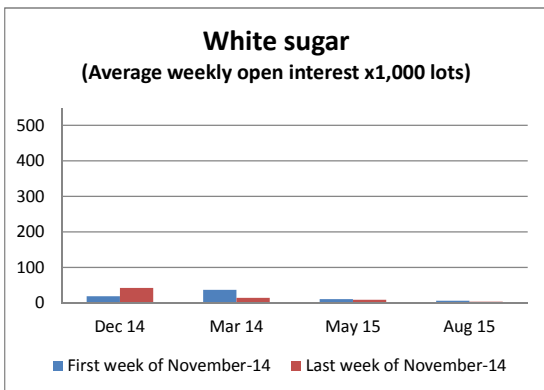 White sugar
(Average weekly open interest x1,000 lots)
500
400
300
200
100
0
Dec 14 Mar 14 May 15 Aug 15
First week of November-14 Last week of November-14